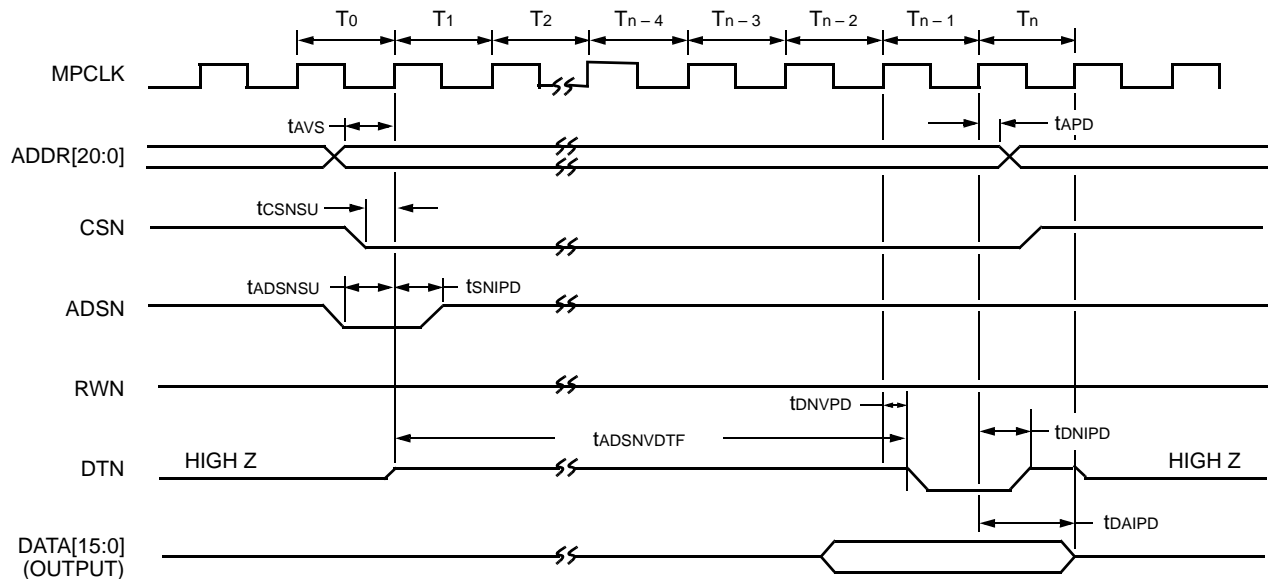 T0 T1 T2 Tn – 4 Tn – 3 Tn – 2 Tn – 1 Tn
MPCLK
tAVS tAPD
ADDR[20:0]
tCSNSU
CSN
tADSNSU tSNIPD
ADSN
RWN
tDNVPD
tADSNVDTF tDNIPD
DTN HIGH Z HIGH Z
tDAIPD
DATA[15:0]
(OUTPUT)